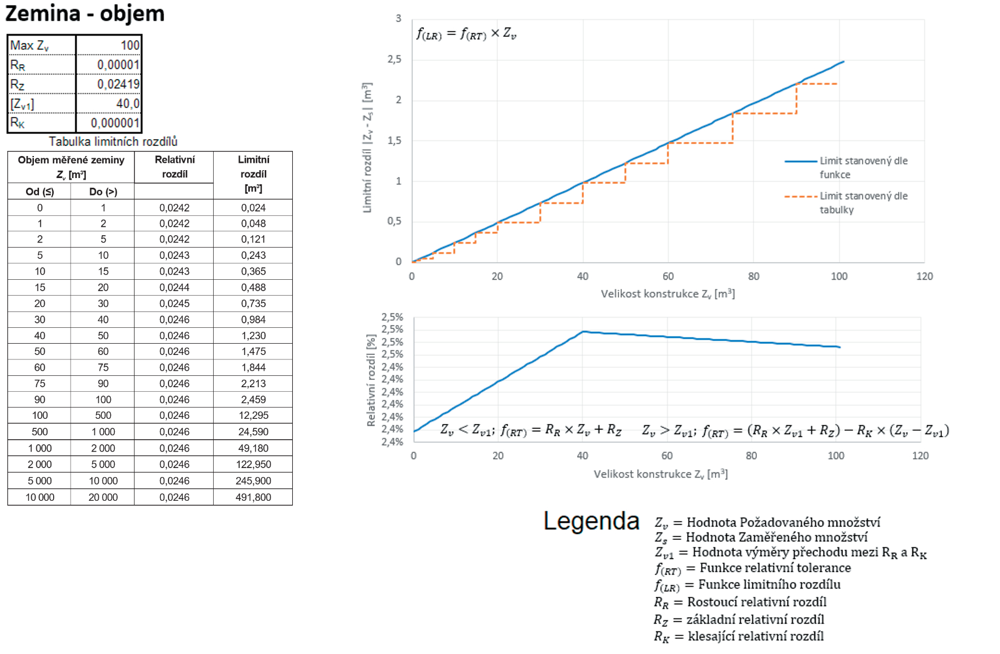 Zemina - objem
Max Zv 100
RR 0,00001
RZ 0,02419
[Zv1] 40,0
RK 0,000001
Tabulka limitních rozdílů
Objem měřené zeminy Zv [m³] Relativní rozdíl Limitní rozdíl [m³]
Od (≤) Do (>)
0 1 0,0242 0,024
1 2 0,0242 0,048
2 5 0,0242 0,121
5 10 0,0243 0,243
10 15 0,0243 0,365
15 20 0,0244 0,488
20 30 0,0245 0,735
30 40 0,0246 0,984
40 50 0,0246 1,230
50 60 0,0246 1,475
60 75 0,0246 1,844
75 90 0,0246 2,213
90 100 0,0246 2,459
100 500 0,0246 12,295
500 1 000 0,0246 24,590
1 000 2 000 0,0246 49,180
2 000 5 000 0,0246 122,950
5 000 10 000 0,0246 245,900
10 000 20 000 0,0246 491,800
f(LR) = f(RT) × Zv
Limitní rozdíl |Zv - Zs| [m³]
3
2,5
2
1,5
1
0,5
0
0 20 40 60 80 100 120
Velikost konstrukce Zv [m³]
Limit stanovený dle
funkce
Limit stanovený dle
tabulky
Relativní rozdíl [%]
2,5%
2,5%
2,5%
2,5%
2,4%
2,4%
2,4%
2,4%
2,4%
2,4%
2,4%
Zv < Zv1; f(RT) = RR × Zv + RZ
Zv > Zv1; f(RT) = (RR × Zv1 + RZ) − RK × (Zv − Zv1)
0 20 40 60 80 100 120
Velikost konstrukce Zv [m³]
Legenda
Zv = Hodnota Požadovaného množství
Zs = Hodnota Zaměřeného množství
Zv1 = Hodnota výměry přechodu mezi RR a RK
f(RT) = Funkce relativní tolerance
f(LR) = Funkce limitního rozdílu
RR = Rostoucí relativní rozdíl
RZ = základní relativní rozdíl
RK = klesající relativní rozdíl